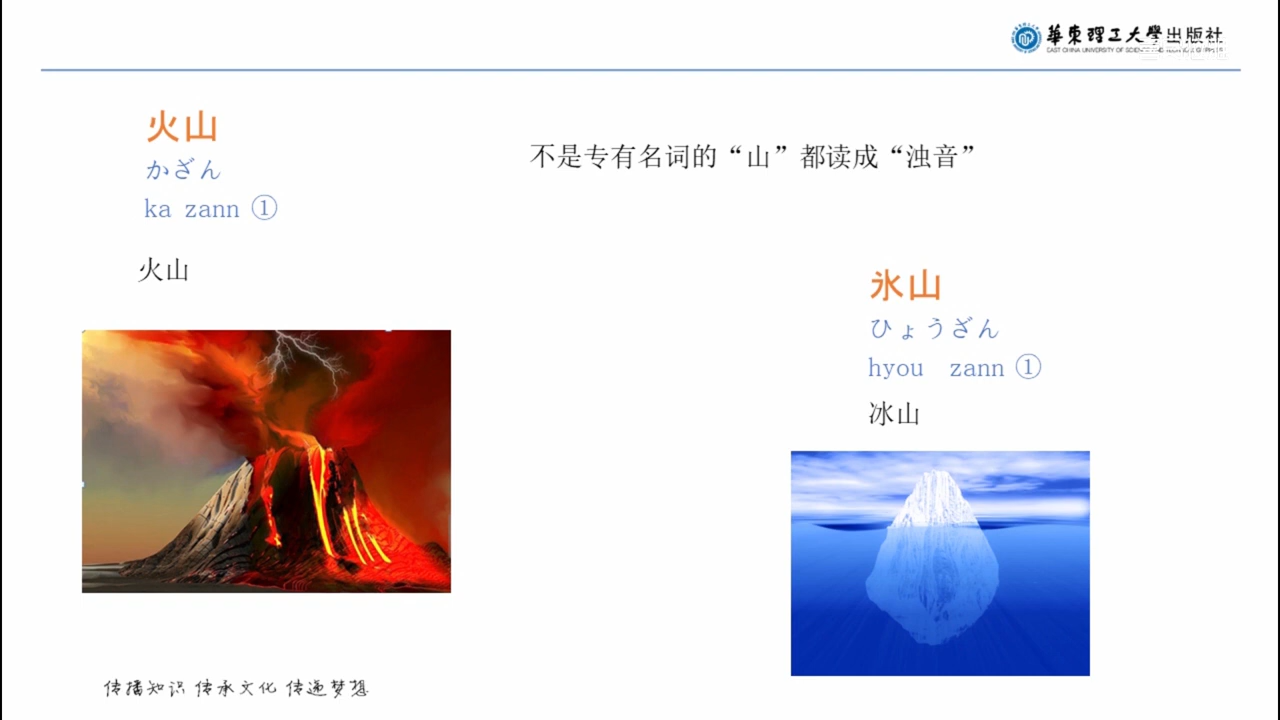 華東理工大學出版社
火山
かざん
ka zann ①
火山
不是专有名词的“山”都读成“浊音”
氷山
ひょうざん
hyou zann ①
冰山
传播知识 传承文化 传递梦想